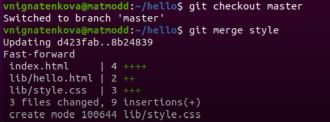 vnignatenkova@matmodd:~/hello$ git checkout master
Switched to branch 'master'
vnignatenkova@matmodd:~/hello$ git merge style
Updating d423fab..8b24839
Fast-forward
 index.html     | 4 ++++
 lib/hello.html | 2 ++
 lib/style.css  | 3 +++
 3 files changed, 9 insertions(+)
 create mode 100644 lib/style.css